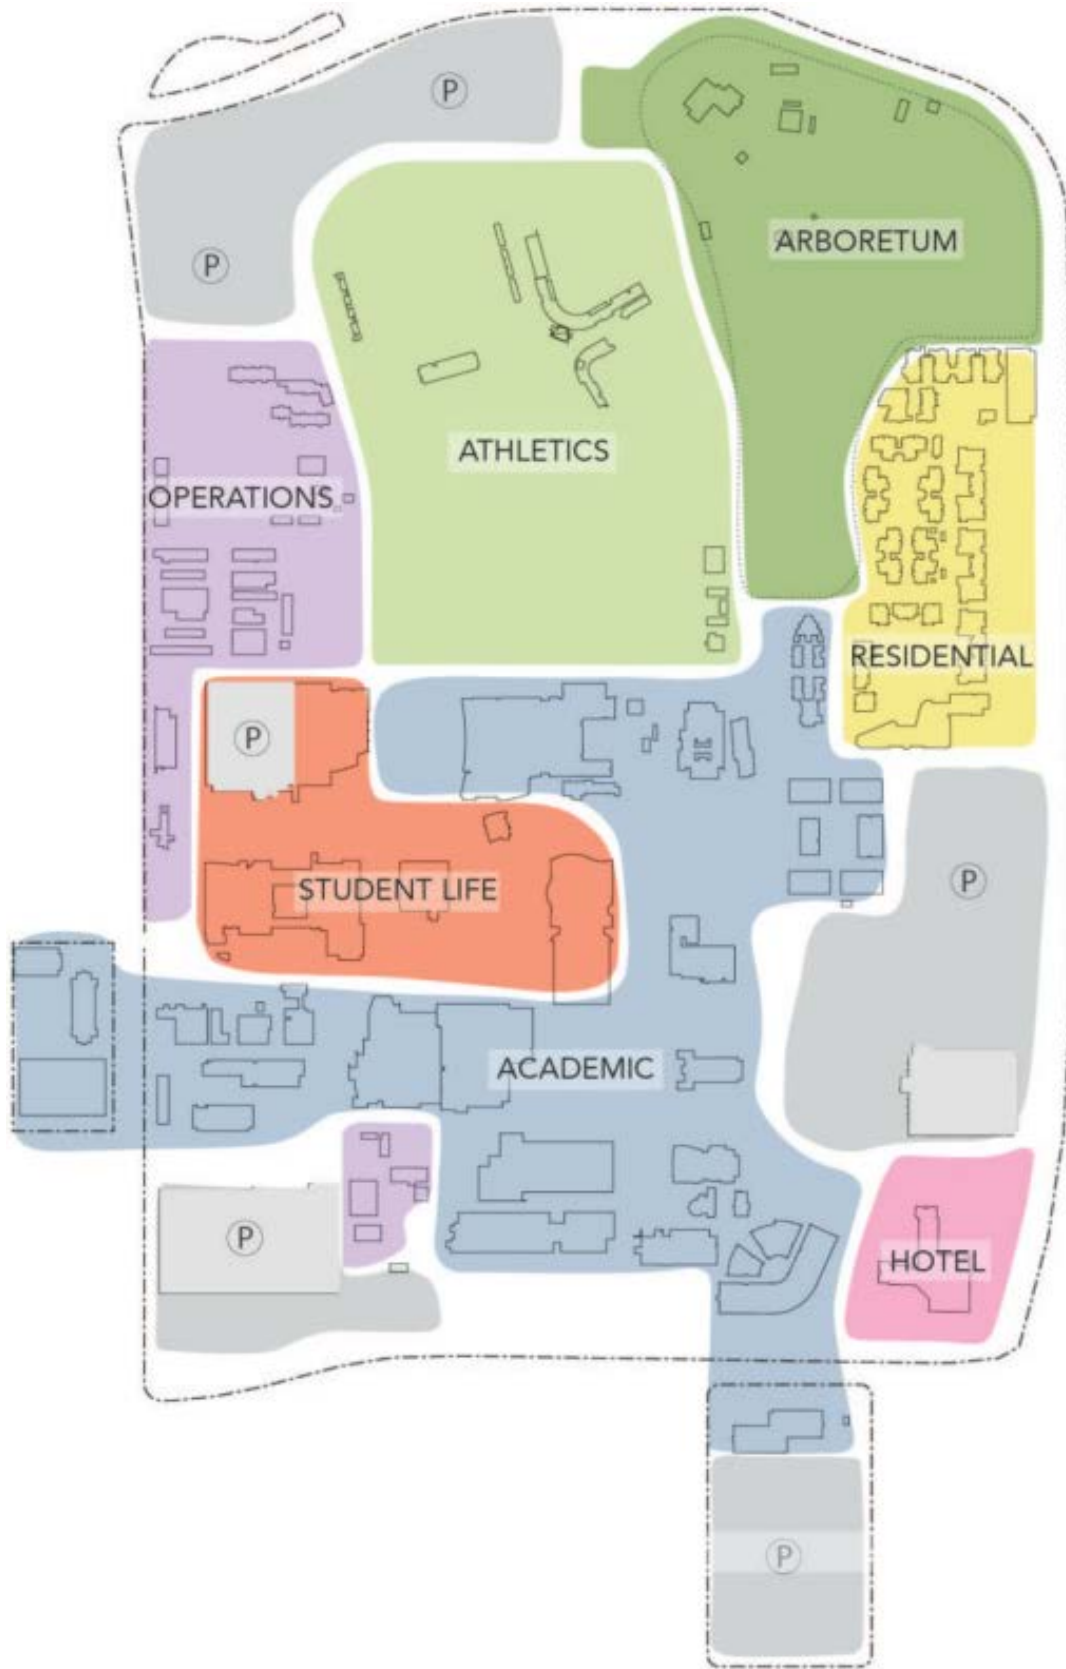 P
P
ARBORETUM
ATHLETICS
OPERATIONS
RESIDENTIAL
P
STUDENT LIFE
P
ACADEMIC
P
HOTEL
P